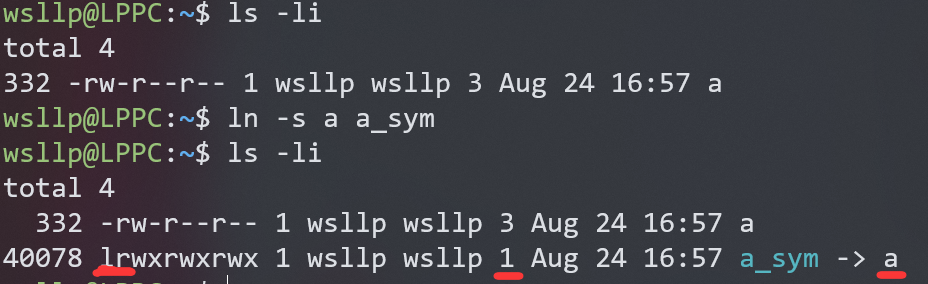 wsllp@LPPC:~$ ls -li
total 4
332 -rw-r--r-- 1 wsllp wsllp 3 Aug 24 16:57 a
wsllp@LPPC:~$ ln -s a a_sym
wsllp@LPPC:~$ ls -li
total 4
  332 -rw-r--r-- 1 wsllp wsllp 3 Aug 24 16:57 a
40078 lrwxrwxrwx 1 wsllp wsllp 1 Aug 24 16:57 a_sym -> a